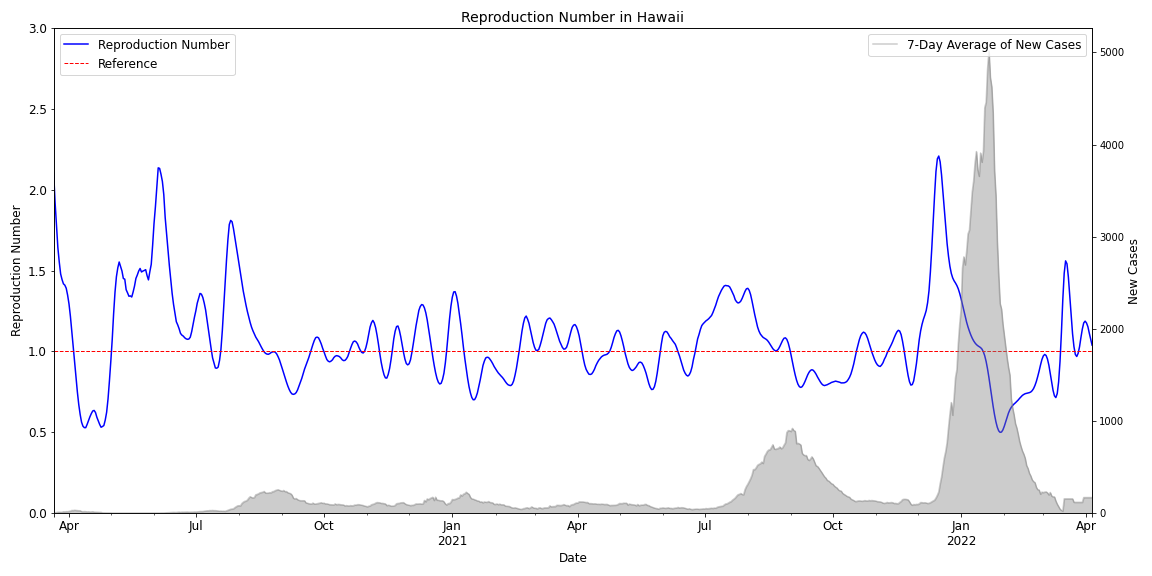 Reproduction Number in Hawaii
Reproduction Number
Reference
7-Day Average of New Cases
3.0
2.5
2.0
1.5
1.0
0.5
0.0
Reproduction Number
5000
4000
3000
2000
1000
0
New Cases
Apr
Jul
Oct
Jan
2021
Apr
Jul
Oct
Jan
2022
Apr
Date